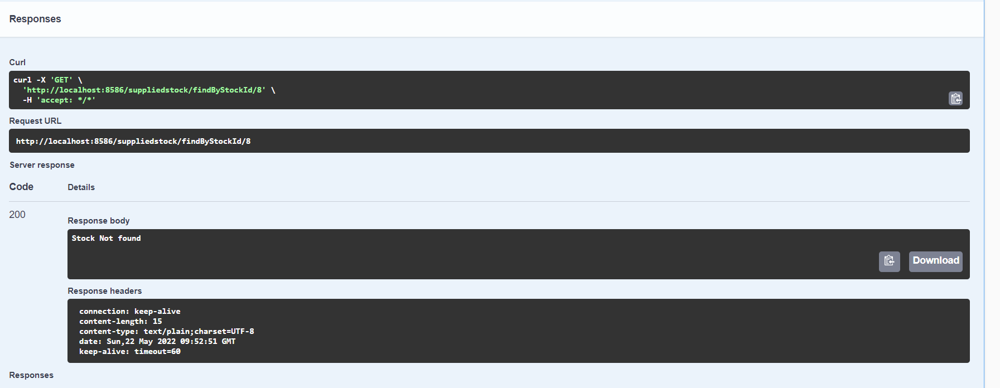 Responses
Curl
curl -X 'GET' \
'http://localhost:8586/suppliedstock/findByStockId/8' \
-H 'accept: */*'
Request URL
http://localhost:8586/suppliedstock/findByStockId/8
Server response
Code Details
200
Response body
Stock Not found
Download
Response headers
connection: keep-alive
content-length: 15
content-type: text/plain;charset=UTF-8
date: Sun,22 May 2022 09:52:51 GMT
keep-alive: timeout=60
Responses